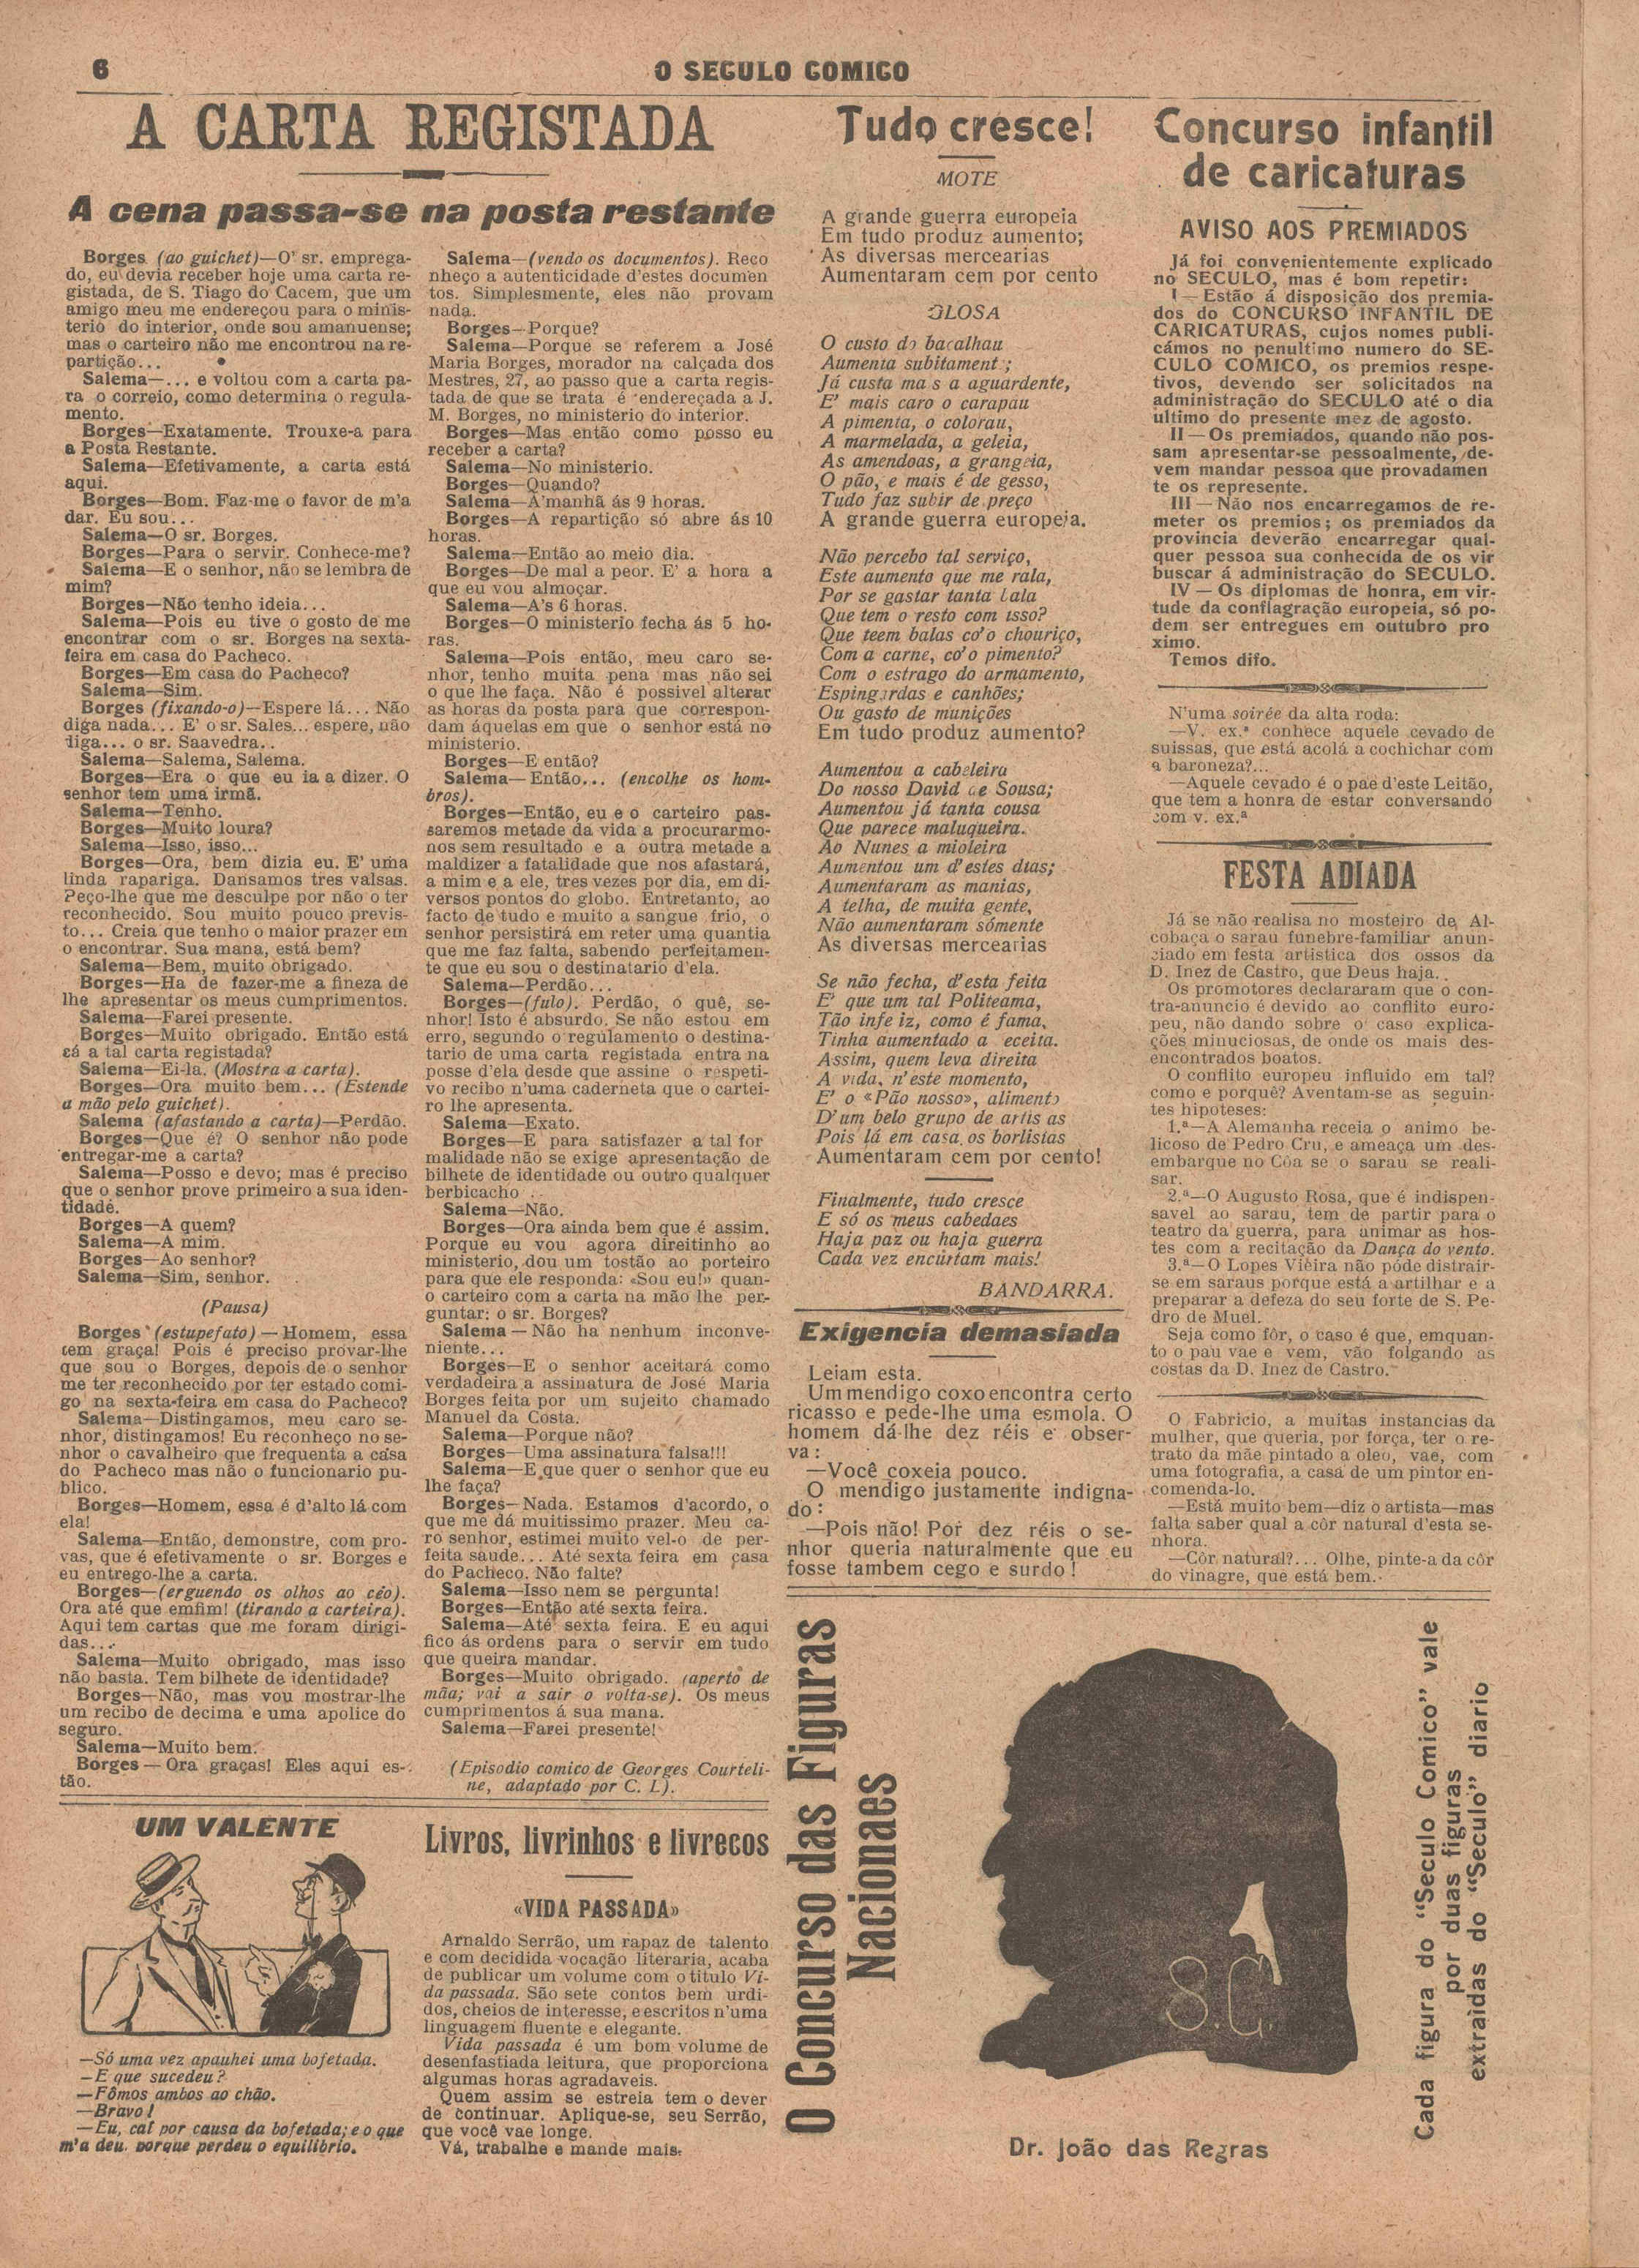 6
O SECULO COMICO
A CARTA REGISTADA
A cena passa-se na posta restante
Borges (ao guichet)—O' sr. emprega-
do, eu devia receber hoje uma carta re-
gistada, de S. Tiago do Cacem, que um
amigo meu me endereçou para o minis-
terio do interior, onde sou amanuense;
mas o carteiro não me encontrou na re-
partição...
Salema—... e voltou com a carta pa-
ra o correio, como determina o regula-
mento.
Borges—Exatamente. Trouxe-a para
a Posta Restante.
Salema—Efetivamente, a carta está
aqui.
Borges—Bom. Faz-me o favor de m'a
dar. Eu sou...
Salema—O sr. Borges.
Borges—Para o servir. Conhece-me?
Salema—E o senhor, não se lembra de
mim?
Borges—Não tenho ideia...
Salema—Pois eu tive o gosto de me
encontrar com o sr. Borges na sexta-
feira em casa do Pacheco.
Borges—Em casa do Pacheco?
Salema—Sim.
Borges (fixando-o)—Espere lá... Não
diga nada... E' o sr. Sales... espere, não
diga... o sr. Saavedra..
Salema—Salema, Salema.
Borges—Era o que eu ia a dizer. O
senhor tem uma irmã.
Salema—Tenho.
Borges—Muito loura?
Salema—Isso, isso...
Borges—Ora, bem dizia eu. E' uma
linda rapariga. Dansamos tres valsas.
Peço-lhe que me desculpe por não o ter
reconhecido. Sou muito pouco previs-
to... Creia que tenho o maior prazer em
o encontrar. Sua mana, está bem?
Salema—Bem, muito obrigado.
Borges—Ha de fazer-me a fineza de
lhe apresentar os meus cumprimentos.
Salema—Farei presente.
Borges—Muito obrigado. Então está
cá a tal carta registada?
Salema—Ei-la. (Mostra a carta).
Borges—Ora muito bem... (Estende
a mão pelo guichet).
Salema (afastando a carta)—Perdão.
Borges—Que é? O senhor não pode
entregar-me a carta?
Salema—Posso e devo; mas é preciso
que o senhor prove primeiro a sua iden-
tidade.
Borges—A quem?
Salema—A mim.
Borges—Ao senhor?
Salema—Sim, senhor.
(Pausa)
Borges (estupefato)—Homem, essa
tem graça! Pois é preciso provar-lhe
que sou o Borges, depois de o senhor
me ter reconhecido por ter estado comi-
go na sexta-feira em casa do Pacheco?
Salema—Distingamos, meu caro se-
nhor, distingamos! Eu reconheço no se-
nhor o cavalheiro que frequenta a casa
do Pacheco mas não o funcionario pu-
blico.
Borges—Homem, essa é d'alto lá com
ela!
Salema—Então, demonstre, com pro-
vas, que é efetivamente o sr. Borges e
eu entrego-lhe a carta.
Borges—(erguendo os olhos ao céo).
Ora até que emfim! (tirando a carteira).
Aqui tem cartas que me foram dirigi-
das...
Salema—Muito obrigado, mas isso
não basta. Tem bilhete de identidade?
Borges—Não, mas vou mostrar-lhe
um recibo de decima e uma apolice do
seguro.
Salema—Muito bem.
Borges—Ora graças! Eles aqui es-
tão.
Salema—(vendo os documentos). Reco
nheço a autenticidade d'estes documen
tos. Simplesmente, eles não provam
nada.
Borges—Porque?
Salema—Porque se referem a José
Maria Borges, morador na calçada dos
Mestres, 27, ao passo que a carta regis-
tada de que se trata é endereçada a J.
M. Borges, no ministerio do interior.
Borges—Mas então como posso eu
receber a carta?
Salema—No ministerio.
Borges—Quando?
Salema—A'manhã ás 9 horas.
Borges—A repartição só abre ás 10
horas.
Salema—Então ao meio dia.
Borges—De mal a peor. E' a hora a
que eu vou almoçar.
Salema—A's 6 horas.
Borges—O ministerio fecha ás 5 ho-
ras.
Salema—Pois então, meu caro se-
nhor, tenho muita pena mas não sei
o que lhe faça. Não é possivel alterar
as horas da posta para que correspon-
dam áquelas em que o senhor está no
ministerio.
Borges—E então?
Salema—Então... (encolhe os hom-
bros).
Borges—Então, eu e o carteiro pas-
saremos metade da vida a procurarmo-
nos sem resultado e a outra metade a
maldizer a fatalidade que nos afastará,
a mim e a ele, tres vezes por dia, em di-
versos pontos do globo. Entretanto, ao
facto de tudo e muito a sangue frio, o
senhor persistirá em reter uma quantia
que me faz falta, sabendo perfeitamen-
te que eu sou o destinatario d'ela.
Salema—Perdão...
Borges—(fulo). Perdão, o quê, se-
nhor! Isto é absurdo. Se não estou em
erro, segundo o regulamento o destina-
tario de uma carta registada entra na
posse d'ela desde que assine o respeti-
vo recibo n'uma caderneta que o cartei-
ro lhe apresenta.
Salema—Exato.
Borges—E para satisfazer a tal for
malidade não se exige apresentação de
bilhete de identidade ou outro qualquer
berbicacho ..
Salema—Não.
Borges—Ora ainda bem que é assim.
Porque eu vou agora direitinho ao
ministerio, dou um tostão ao porteiro
para que ele responda: «Sou eu!» quan-
o carteiro com a carta na mão lhe per-
guntar: o sr. Borges?
Salema—Não ha nenhum inconve-
niente...
Borges—E o senhor aceitará como
verdadeira a assinatura de José Maria
Borges feita por um sujeito chamado
Manuel da Costa.
Salema—Porque não?
Borges—Uma assinatura falsa!!!
Salema—E que quer o senhor que eu
lhe faça?
Borges—Nada. Estamos d'acordo, o
que me dá muitissimo prazer. Meu ca-
ro senhor, estimei muito vel-o de per-
feita saude... Até sexta feira em casa
do Pacheco. Não falte?
Salema—Isso nem se pergunta!
Borges—Então até sexta feira.
Salema—Até sexta feira. E eu aqui
fico ás ordens para o servir em tudo
que queira mandar.
Borges—Muito obrigado. (aperto de
mãa; vai a sair o volta-se). Os meus
cumprimentos á sua mana.
Salema—Farei presente!
(Episodio comico de Georges Courteli-
ne, adaptado por C. L).
UM VALENTE
—Só uma vez apauhei uma bofetada.
—E que sucedeu?
—Fômos ambos ao chão.
—Bravo!
—Eu, caí por causa da bofetada; e o que
m'a deu, porque perdeu o equilibrio.
Livros, livrinhos e livrecos
«VIDA PASSADA»
Arnaldo Serrão, um rapaz de talento
e com decidida vocação literaria, acaba
de publicar um volume com o titulo Vi-
da passada. São sete contos bem urdi-
dos, cheios de interesse, e escritos n'uma
linguagem fluente e elegante.
Vida passada é um bom volume de
desenfastiada leitura, que proporciona
algumas horas agradaveis.
Quem assim se estreia tem o dever
de continuar. Aplique-se, seu Serrão,
que você vae longe.
Vá, trabalhe e mande mais.
Tudo cresce!
MOTE
A grande guerra europeia
Em tudo produz aumento;
As diversas mercearias
Aumentaram cem por cento
GLOSA
O custo do bacalhau
Aumenta subitament ;
Já custa ma s a aguardente,
E' mais caro o carapau
A pimenta, o colorau,
A marmelada, a geleia,
As amendoas, a grangeia,
O pão, e mais é de gesso,
Tudo faz subir de preço
A grande guerra europeia.
Não percebo tal serviço,
Este aumento que me rala,
Por se gastar tanta bala
Que tem o resto com isso?
Que teem balas co'o chouriço,
Com a carne, co'o pimento?
Com o estrago do armamento,
Espingardas e canhões;
Ou gasto de munições
Em tudo produz aumento?
Aumentou a cabeleira
Do nosso David de Sousa;
Aumentou já tanta cousa
Que parece maluqueira.
Ao Nunes a mioleira
Aumentou um d'estes dias;
Aumentaram as manias,
A telha, de muita gente,
Não aumentaram sómente
As diversas mercearias
Se não fecha, d'esta feita
E' que um tal Politeama,
Tão infe iz, como é fama,
Tinha aumentado a eceita.
Assim, quem leva direita
A vida, n'este momento,
E' o «Pão nosso», alimento
D'um belo grupo de artis as
Pois lá em casa os borlistas
Aumentaram cem por cento!
Finalmente, tudo cresce
E só os meus cabedaes
Haja paz ou haja guerra
Cada vez encurtam mais!
BANDARRA.
Exigencia demasiada
Leiam esta.
Um mendigo coxo encontra certo
ricasso e pede-lhe uma esmola. O
homem dá-lhe dez réis e obser-
va:
—Você coxeia pouco.
O mendigo justamente indigna-
do:
—Pois não! Por dez réis o se-
nhor queria naturalmente que eu
fosse tambem cego e surdo!
Concurso infantil
de caricaturas
AVISO AOS PREMIADOS
Já foi convenientemente explicado
no SECULO, mas é bom repetir:
I—Estão á disposição dos premia-
dos do CONCURSO INFANTIL DE
CARICATURAS, cujos nomes publi-
cámos no penultimo numero do SE-
CULO COMICO, os premios respe-
tivos, devendo ser solicitados na
administração do SECULO até o dia
ultimo do presente mez de agosto.
II—Os premiados, quando não pos-
sam apresentar-se pessoalmente, de-
vem mandar pessoa que provadamen
te os represente.
III—Não nos encarregamos de re-
meter os premios; os premiados da
provincia deverão encarregar qual-
quer pessoa sua conhecida de os vir
buscar á administração do SECULO.
IV—Os diplomas de honra, em vir-
tude da conflagração europeia, só po-
dem ser entregues em outubro pro
ximo.
Temos dito.
N'uma soirée da alta roda:
—V. ex.ª conhece aquele cevado de
suissas, que está acolá a cochichar com
a baroneza?...
—Aquele cevado é o pae d'este Leitão,
que tem a honra de estar conversando
com v. ex.ª
FESTA ADIADA
Já se não realisa no mosteiro de Al-
cobaça o sarau funebre-familiar anun-
ciado em festa artistica dos ossos da
D. Inez de Castro, que Deus haja..
Os promotores declararam que o con-
tra-anuncio é devido ao conflito euro-
peu, não dando sobre o caso explica-
ções minuciosas, de onde os mais des-
encontrados boatos.
O conflito europeu influido em tal?
como e porquê? Aventam-se as seguin-
tes hipoteses:
1.ª—A Alemanha receia o animo be-
licoso de Pedro Cru, e ameaça um des-
embarque no Côa se o sarau se reali-
sar.
2.ª—O Augusto Rosa, que é indispen-
savel ao sarau, tem de partir para o
teatro da guerra, para animar as hos-
tes com a recitação da Dança do vento.
3.ª—O Lopes Viêira não póde distrair-
se em saraus porque está a artilhar e a
preparar a defeza do seu forte de S. Pe-
dro de Muel.
Seja como fôr, o caso é que, emquan-
to o pau vae e vem, vão folgando as
costas da D. Inez de Castro.
O Fabricio, a muitas instancias da
mulher, que queria, por força, ter o re-
trato da mãe pintado a oleo, vae, com
uma fotografia, a casa de um pintor en-
comenda-lo.
—Está muito bem—diz o artista—mas
falta saber qual a côr natural d'esta se-
nhora.
—Côr natural?... Olhe, pinte-a da côr
do vinagre, que está bem.
O Concurso das Figuras
Nacionaes
S.C.
Dr. João das Regras
Cada figura do "Seculo Comico" vale
por duas figuras
extraidas do "Seculo" diario